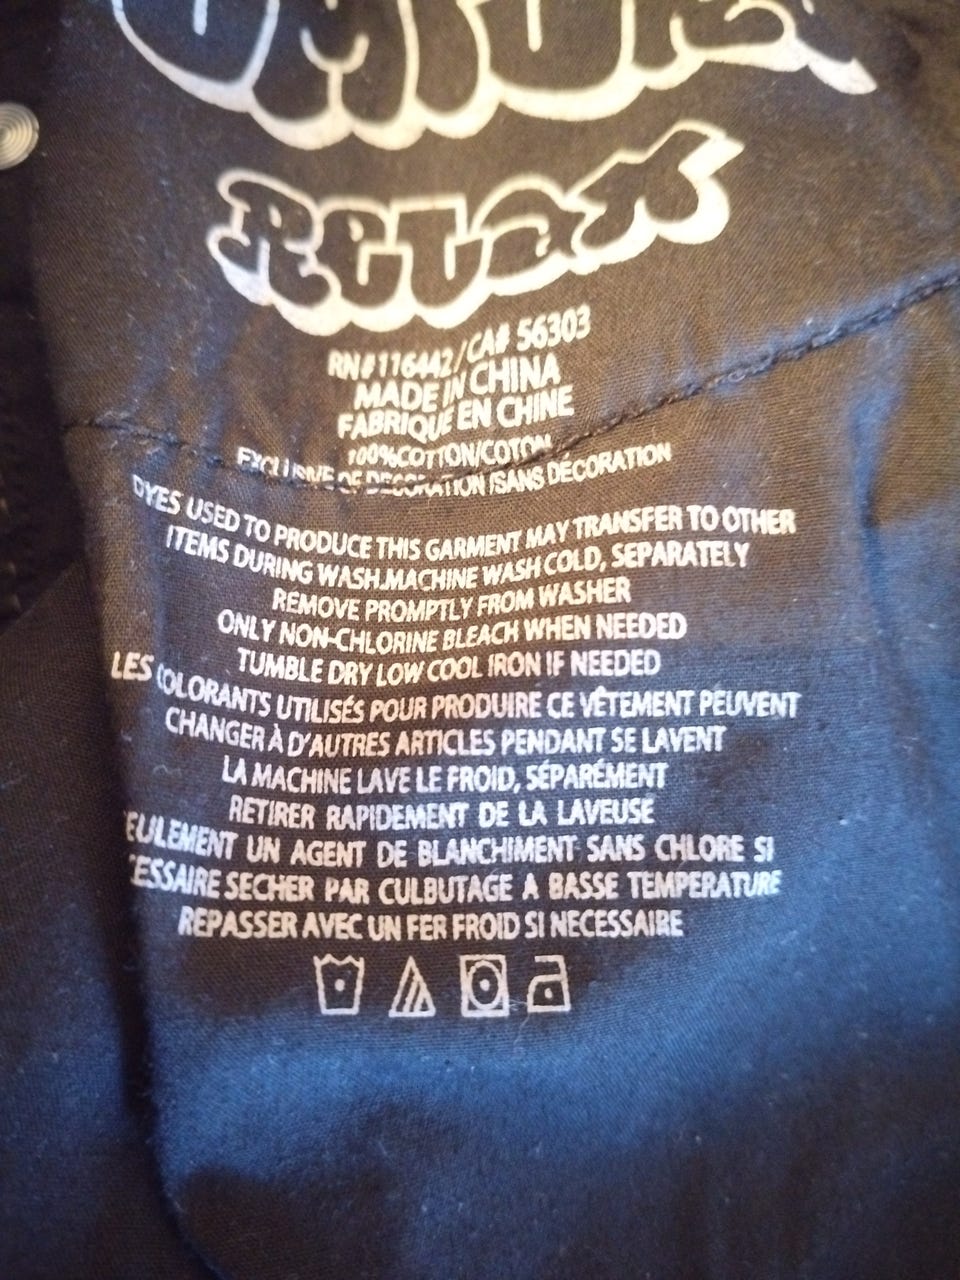 Relax
RN#116442/CA# 56303
MADE IN CHINA
FABRIQUÉ EN CHINE
100%COTTON/COTON
EXCLUSIVE OF DECORATION /SANS DÉCORATION
DYES USED TO PRODUCE THIS GARMENT MAY TRANSFER TO OTHER
ITEMS DURING WASH.MACHINE WASH COLD, SEPARATELY
REMOVE PROMPTLY FROM WASHER
ONLY NON-CHLORINE BLEACH WHEN NEEDED
TUMBLE DRY LOW COOL IRON IF NEEDED
LES COLORANTS UTILISÉS POUR PRODUIRE CE VÊTEMENT PEUVENT
CHANGER À D'AUTRES ARTICLES PENDANT SE LAVENT
LA MACHINE LAVE LE FROID, SÉPARÉMENT
RETIRER RAPIDEMENT DE LA LAVEUSE
EULEMENT UN AGENT DE BLANCHIMENT SANS CHLORE SI
CESSAIRE SECHER PAR CULBUTAGE A BASSE TEMPERATURE
REPASSER AVEC UN FER FROID SI NECESSAIRE